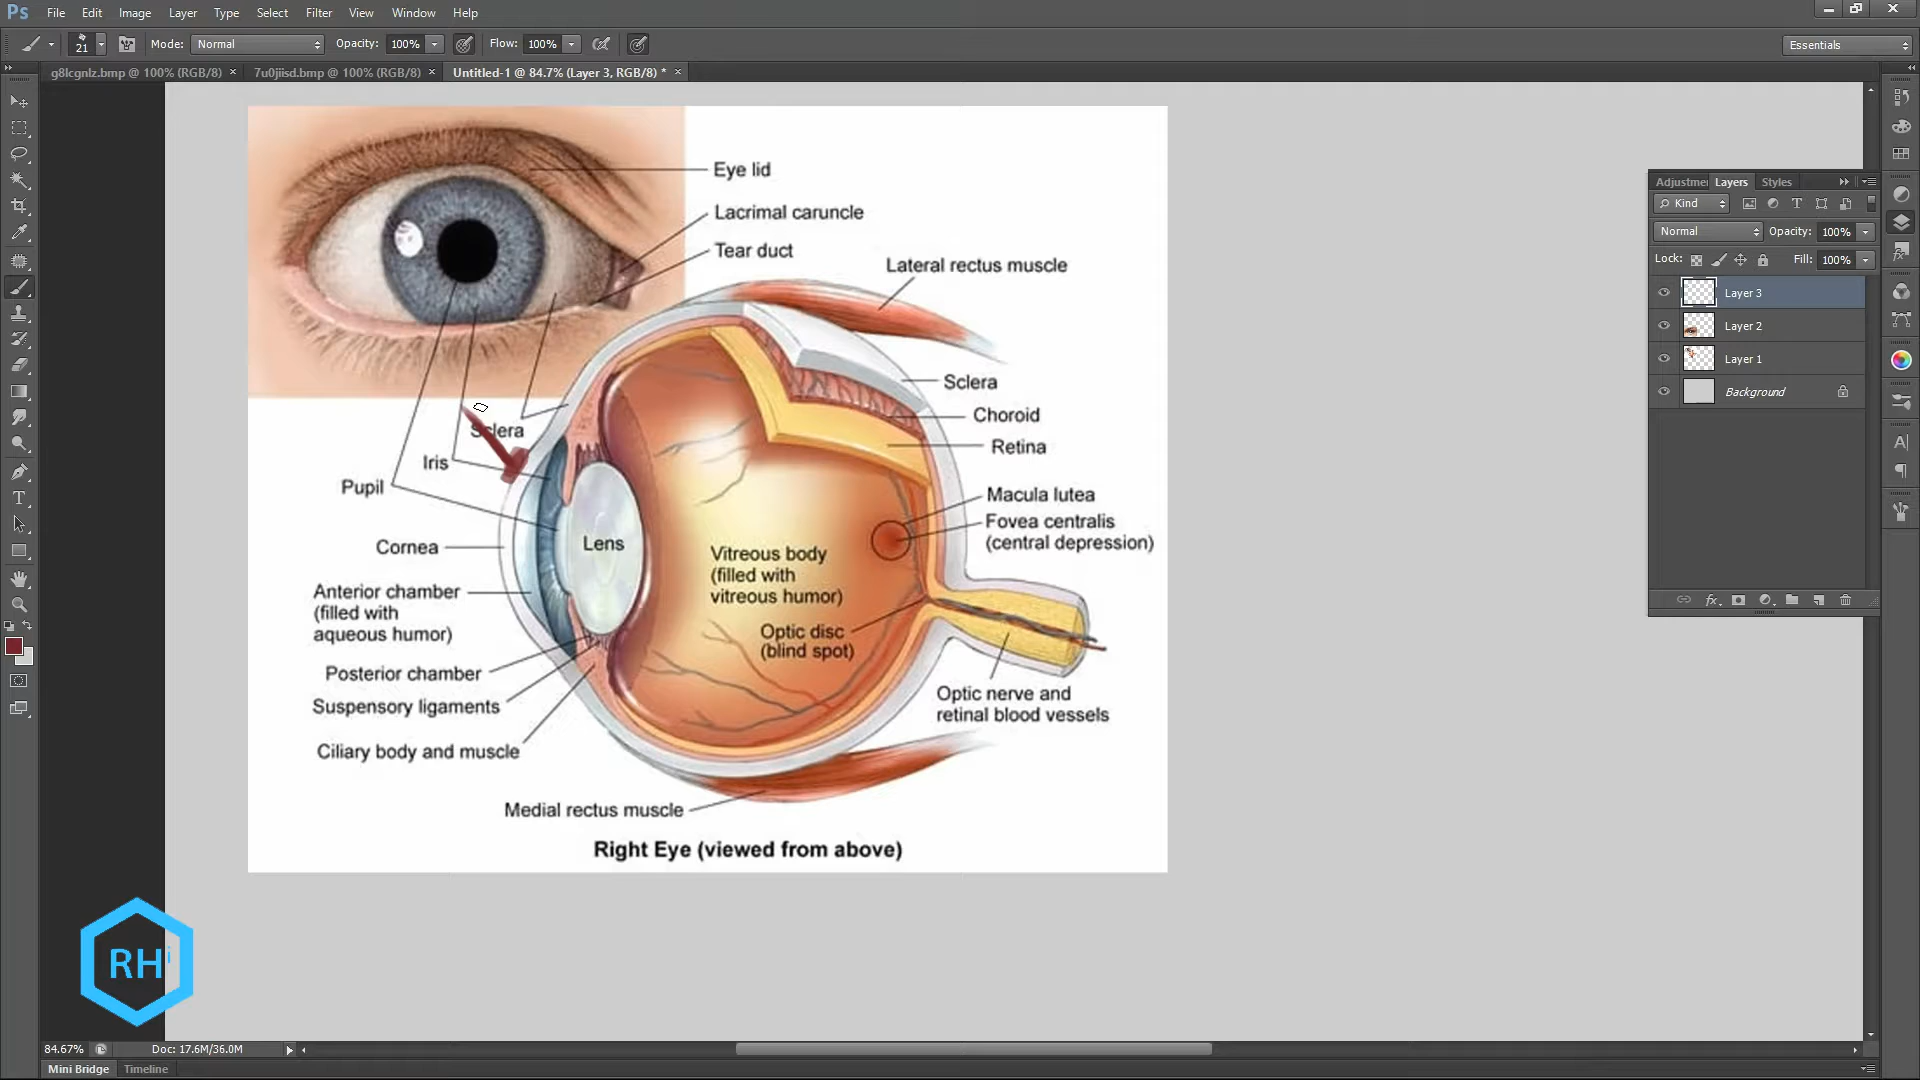 Ps File Edit Image Layer Type Select Filter View Window Help
21 Mode: Normal Opacity: 100% Flow: 100% Essentials
g8lcgnlz.bmp @ 100% (RGB/8) × 7u0jiisd.bmp @ 100% (RGB/8) × Untitled-1 @ 84.7% (Layer 3, RGB/8) * ×
Eye lid
Lacrimal caruncle
Tear duct
Lateral rectus muscle
Sclera
Choroid
Retina
Sclera
Iris
Pupil
Macula lutea
Fovea centralis
(central depression)
Cornea
Lens
Vitreous body
(filled with
vitreous humor)
Anterior chamber
(filled with
aqueous humor)
Optic disc
(blind spot)
Posterior chamber
Suspensory ligaments
Optic nerve and
retinal blood vessels
Ciliary body and muscle
Medial rectus muscle
Right Eye (viewed from above)
Adjustmer Layers Styles
Kind
Normal Opacity: 100%
Lock: Fill: 100%
Layer 3
Layer 2
Layer 1
Background
fx
RHi
84.67% Doc: 17.6M/36.0M
Mini Bridge Timeline